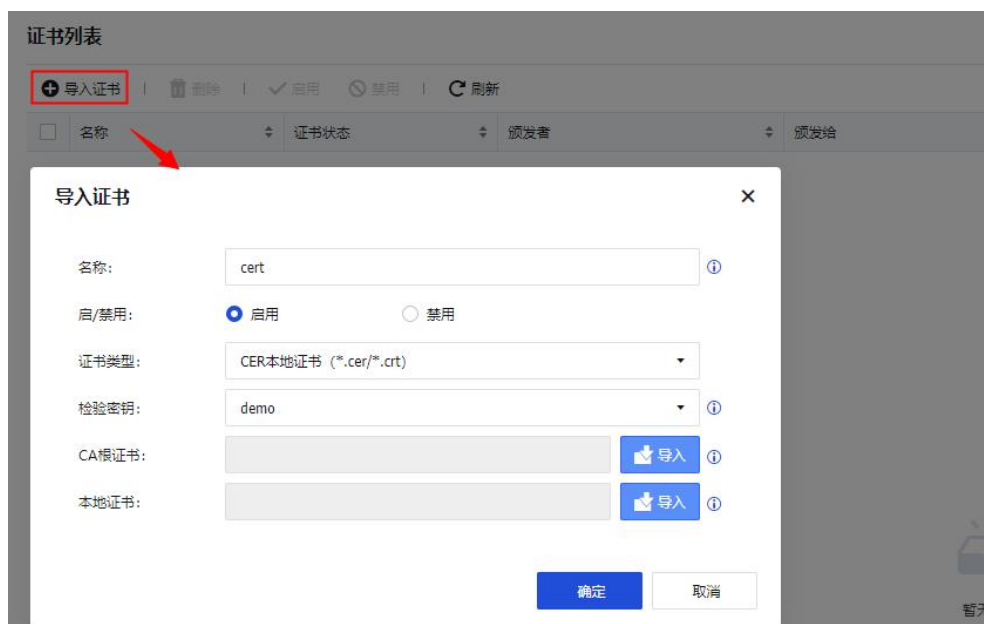 证书列表
导入证书 删除 启用 禁用 刷新
名称 证书状态 颁发者 颁发给
导入证书
名称: cert
启/禁用: 启用 禁用
证书类型: CER本地证书 (*.cer/*.crt)
检验密钥: demo
CA根证书: 导入
本地证书: 导入
确定 取消
暂